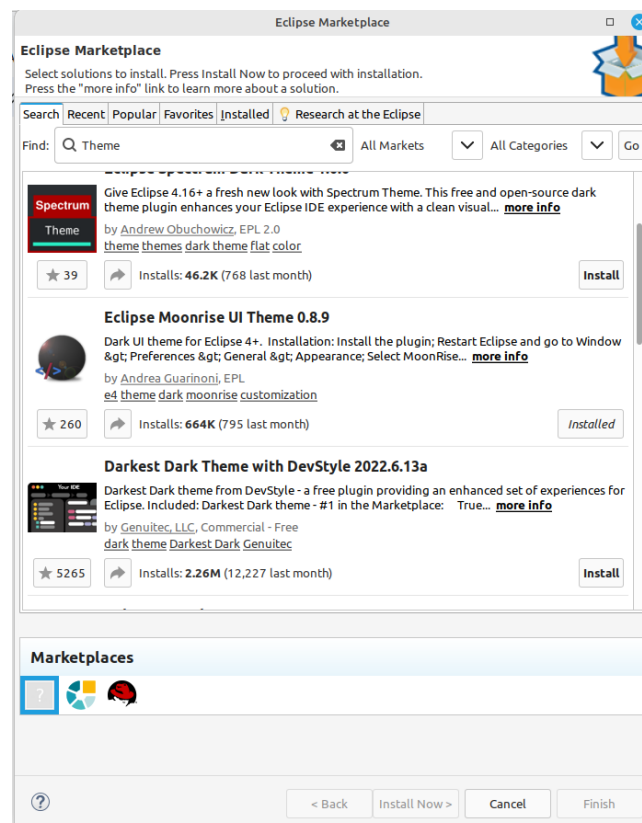 Eclipse Marketplace
Eclipse Marketplace
Select solutions to install. Press Install Now to proceed with installation.
Press the "more info" link to learn more about a solution.
Search Recent Popular Favorites Installed Research at the Eclipse
Find: Theme All Markets All Categories Go
Eclipse Spectrum Dark Theme
Spectrum
Theme
Give Eclipse 4.16+ a fresh new look with Spectrum Theme. This free and open-source dark
theme plugin enhances your Eclipse IDE experience with a clean visual... more info
by Andrew Obuchowicz, EPL 2.0
theme themes dark theme flat color
39 Installs: 46.2K (768 last month) Install
Eclipse Moonrise UI Theme 0.8.9
Dark UI theme for Eclipse 4+. Installation: Install the plugin; Restart Eclipse and go to Window
&gt; Preferences &gt; General &gt; Appearance; Select MoonRise... more info
by Andrea Guarinoni, EPL
e4 theme dark moonrise customization
260 Installs: 664K (795 last month) Installed
Darkest Dark Theme with DevStyle 2022.6.13a
Your IDE
Darkest Dark theme from DevStyle - a free plugin providing an enhanced set of experiences for
Eclipse. Included: Darkest Dark theme - #1 in the Marketplace: True... more info
by Genuitec, LLC, Commercial - Free
dark theme Darkest Dark Genuitec
5265 Installs: 2.26M (12,227 last month) Install
Marketplaces
?
? < Back Install Now > Cancel Finish